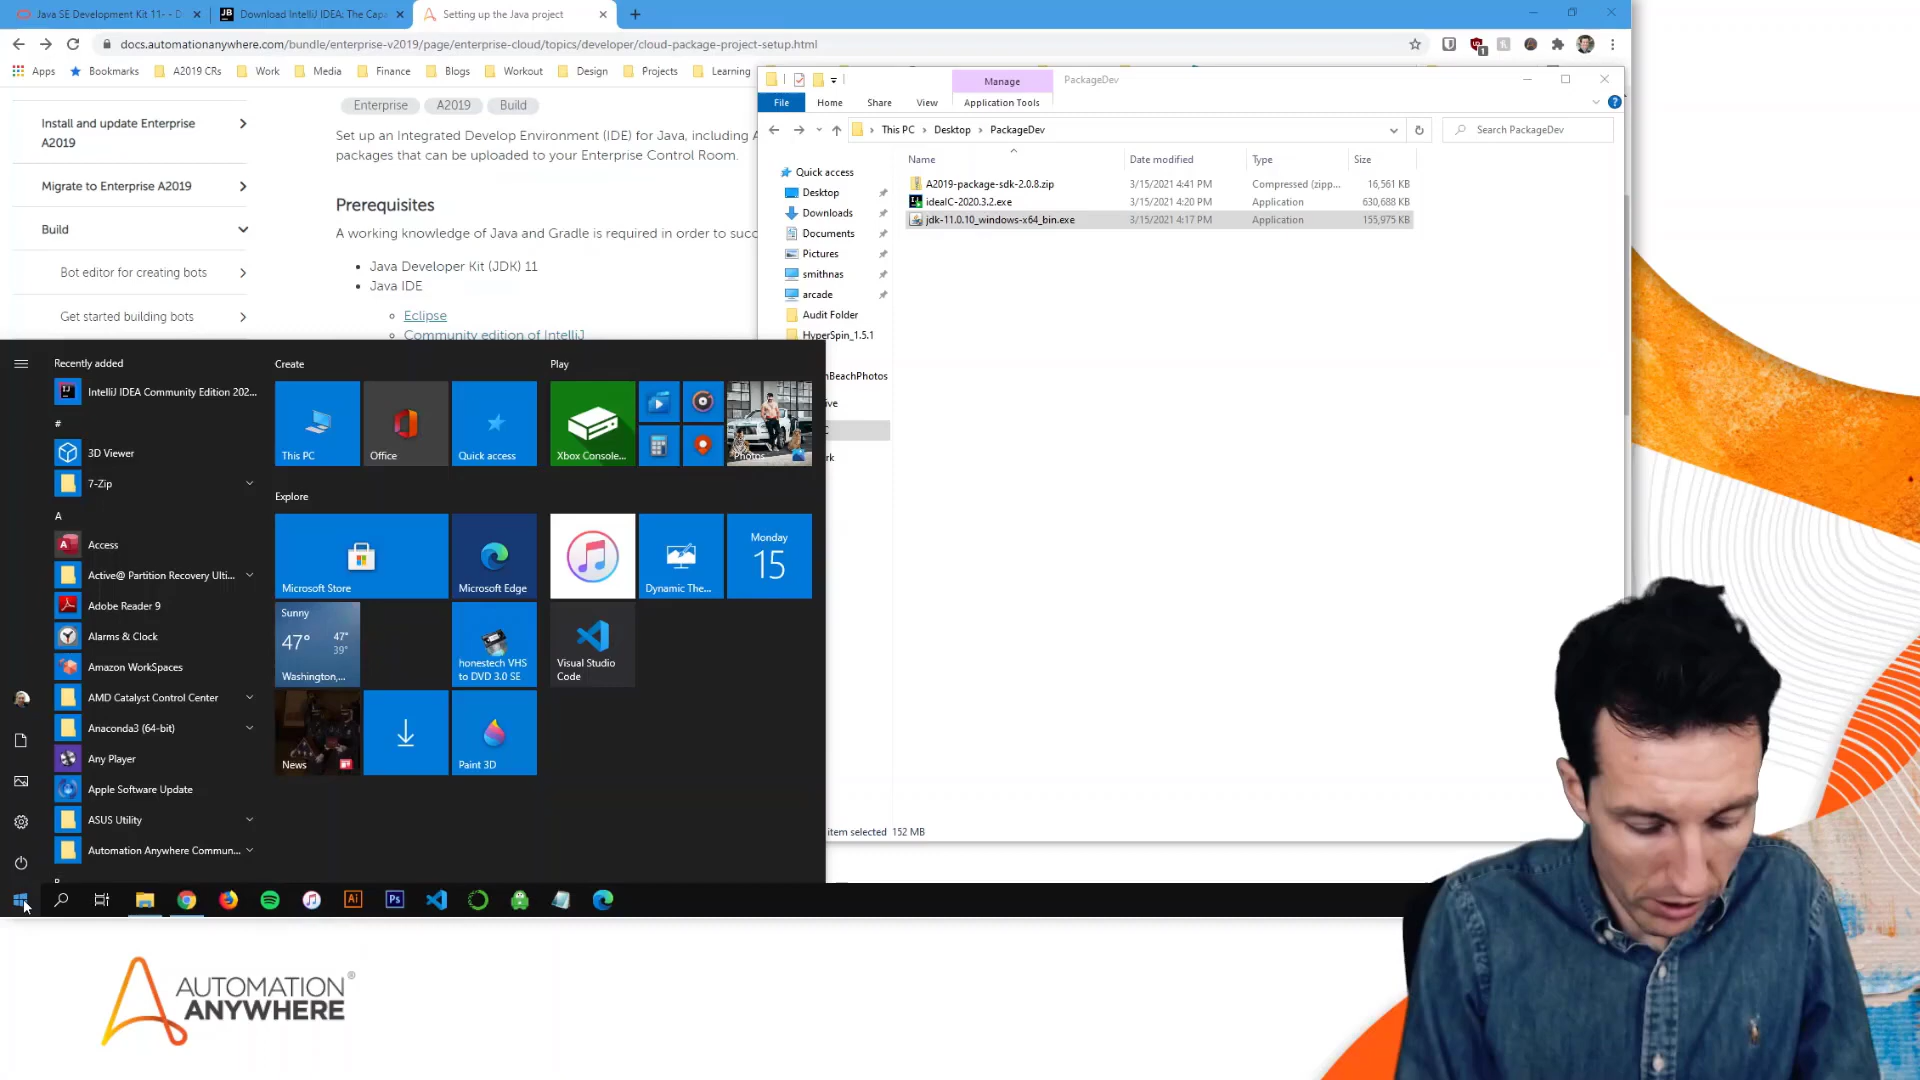 Java SE Development Kit 11- - D
Download IntelliJ IDEA: The Capa
Setting up the Java project
docs.automationanywhere.com/bundle/enterprise-v2019/page/enterprise-cloud/topics/developer/cloud-package-project-setup.html
Apps
Bookmarks
A2019 CRs
Work
Media
Finance
Blogs
Workout
Design
Projects
Learning
Install and update Enterprise
A2019
Migrate to Enterprise A2019
Build
Bot editor for creating bots
Get started building bots
Enterprise
A2019
Build
Set up an Integrated Develop Environment (IDE) for Java, including A
packages that can be uploaded to your Enterprise Control Room.
Prerequisites
A working knowledge of Java and Gradle is required in order to succ
Java Developer Kit (JDK) 11
Java IDE
Eclipse
Community edition of IntelliJ
Manage
PackageDev
File
Home
Share
View
Application Tools
This PC
Desktop
PackageDev
Search PackageDev
Name
Date modified
Type
Size
A2019-package-sdk-2.0.8.zip
3/15/2021 4:41 PM
Compressed (zipp...
16,561 KB
ideaIC-2020.3.2.exe
3/15/2021 4:20 PM
Application
630,688 KB
jdk-11.0.10_windows-x64_bin.exe
3/15/2021 4:17 PM
Application
155,975 KB
Quick access
Desktop
Downloads
Documents
Pictures
smithnas
arcade
Audit Folder
HyperSpin_1.5.1
nBeachPhotos
ive
C
rk
item selected 152 MB
Recently added
IntelliJ IDEA Community Edition 202...
#
3D Viewer
7-Zip
A
Access
Active@ Partition Recovery Ulti...
Adobe Reader 9
Alarms & Clock
Amazon WorkSpaces
AMD Catalyst Control Center
Anaconda3 (64-bit)
Any Player
Apple Software Update
ASUS Utility
Automation Anywhere Commun...
Create
This PC
Office
Quick access
Play
Xbox Console...
Photos
Explore
Microsoft Store
Microsoft Edge
Dynamic The...
Monday
15
Sunny
47°
47°
39°
Washington,...
honestech VHS
to DVD 3.0 SE
Visual Studio
Code
News
Paint 3D
AUTOMATION
ANYWHERE